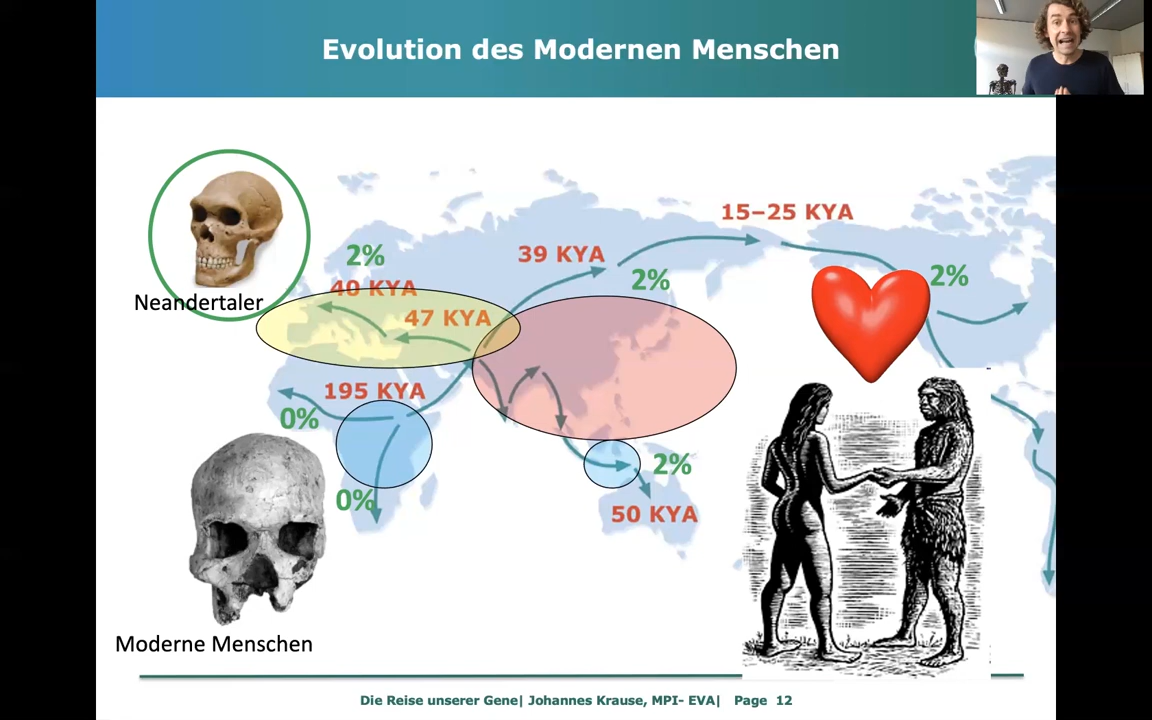 Evolution des Modernen Menschen
15–25 KYA
39 KYA
2%
2%
2%
40 KYA
Neandertaler
47 KYA
195 KYA
0%
2%
0%
50 KYA
Moderne Menschen
Die Reise unserer Gene| Johannes Krause, MPI- EVA| Page 12